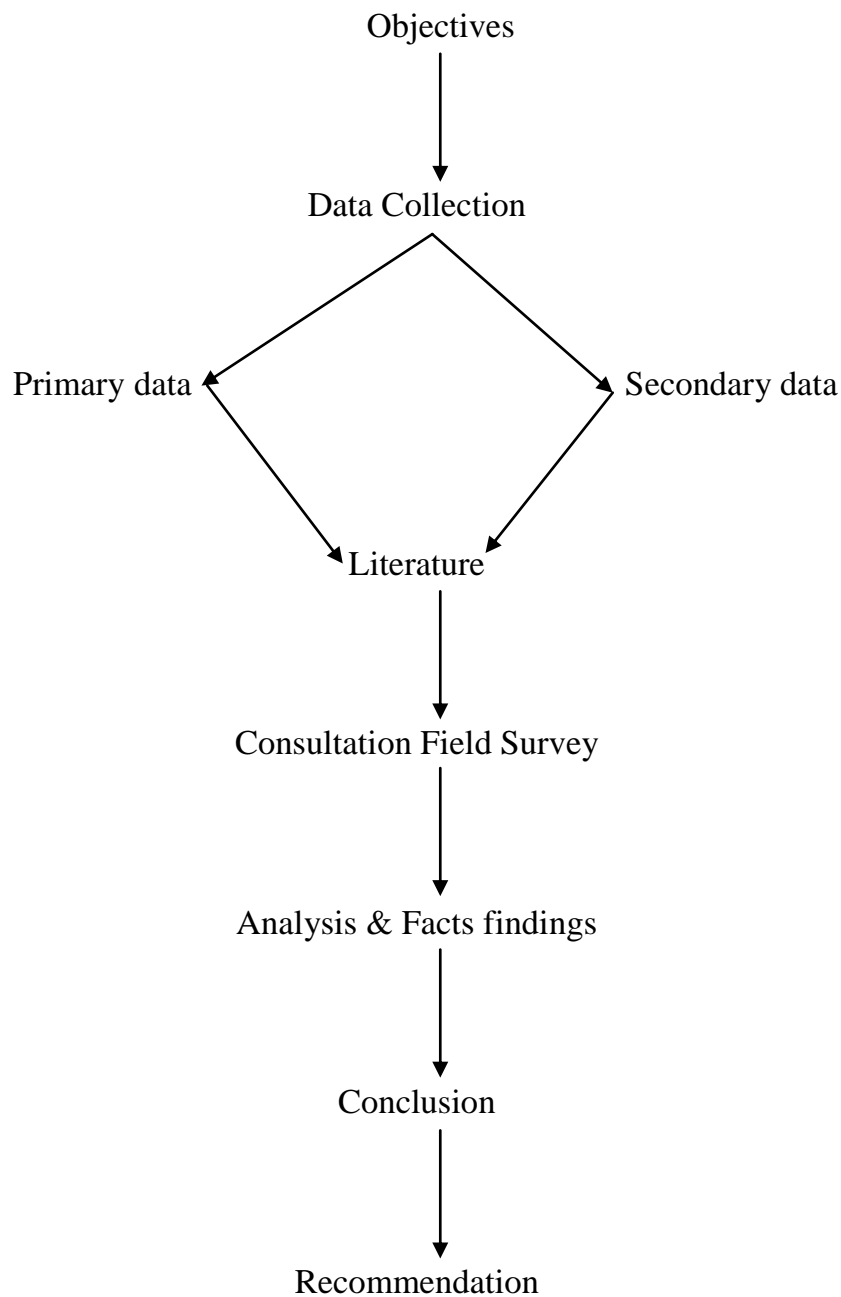 Objectives
Data Collection
Primary data
Secondary data
Literature
Consultation Field Survey
Analysis & Facts findings
Conclusion
Recommendation